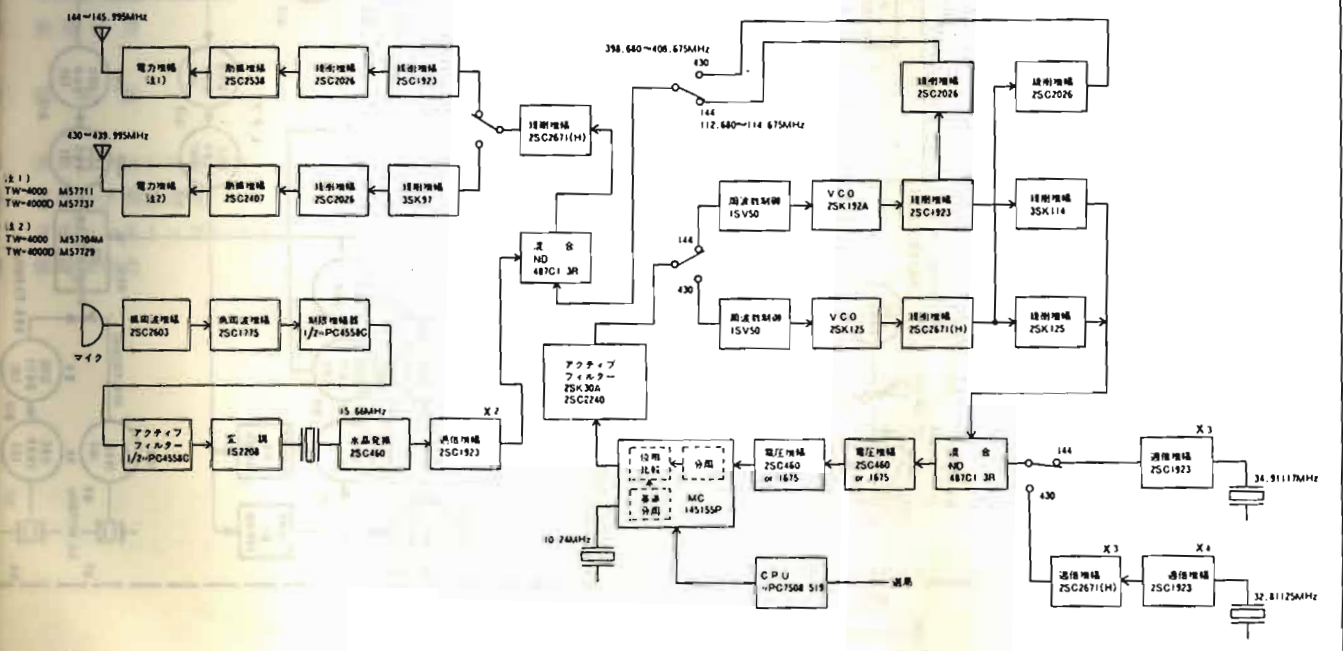 144~145.995MHz
電力増幅
注1)
励振増幅
2SC2538
緩衝増幅
2SC2026
緩衝増幅
2SC1923
430~439.995MHz
電力増幅
注2)
励振増幅
2SC2407
緩衝増幅
2SC2026
緩衝増幅
3SK97
緩衝増幅
2SC2671(H)
注1)
TW-4000 M57711
TW-4000D M57737
注2)
TW-4000 M57704M
TW-4000D M57729
混合
ND
487C1 3R
398.680~408.675MHz
430
144
112.680~114.675MHz
緩衝増幅
2SC2026
緩衝増幅
2SC2026
周波数制御
1SV50
VCO
2SK192A
緩衝増幅
2SC1923
緩衝増幅
3SK114
144
430
周波数制御
1SV50
VCO
2SK125
緩衝増幅
2SC2671(H)
緩衝増幅
2SK125
マイク
低周波増幅
2SC2603
低周波増幅
2SC1775
制限増幅器
1/2μPC4558C
アクティブ
フィルター
1/2μPC4558C
変調
1S2208
15.66MHz
水晶発振
2SC460
X2
逓倍増幅
2SC1923
アクティブ
フィルター
2SK30A
2SC2240
位相
比較
分周
基準
分周
MC
145155P
10.24MHz
電圧増幅
2SC460
or 1675
電圧増幅
2SC460
or 1675
混合
ND
487C1 3R
144
430
X3
逓倍増幅
2SC1923
34.91117MHz
CPU
μPC7508 519
選局
X3
逓倍増幅
2SC2671(H)
X4
逓倍増幅
2SC1923
32.81125MHz